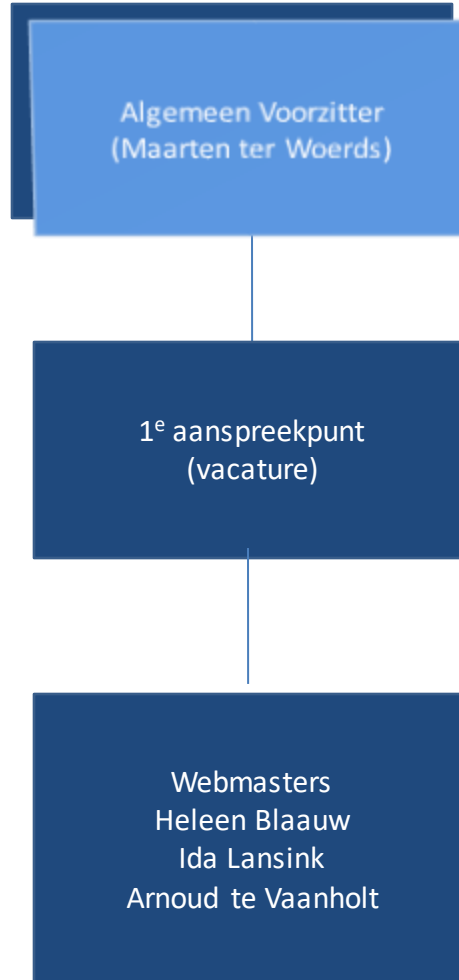 Algemeen Voorzitter
(Maarten ter Woerds)
1e aanspreekpunt
(vacature)
Webmasters
Heleen Blaauw
Ida Lansink
Arnoud te Vaanholt